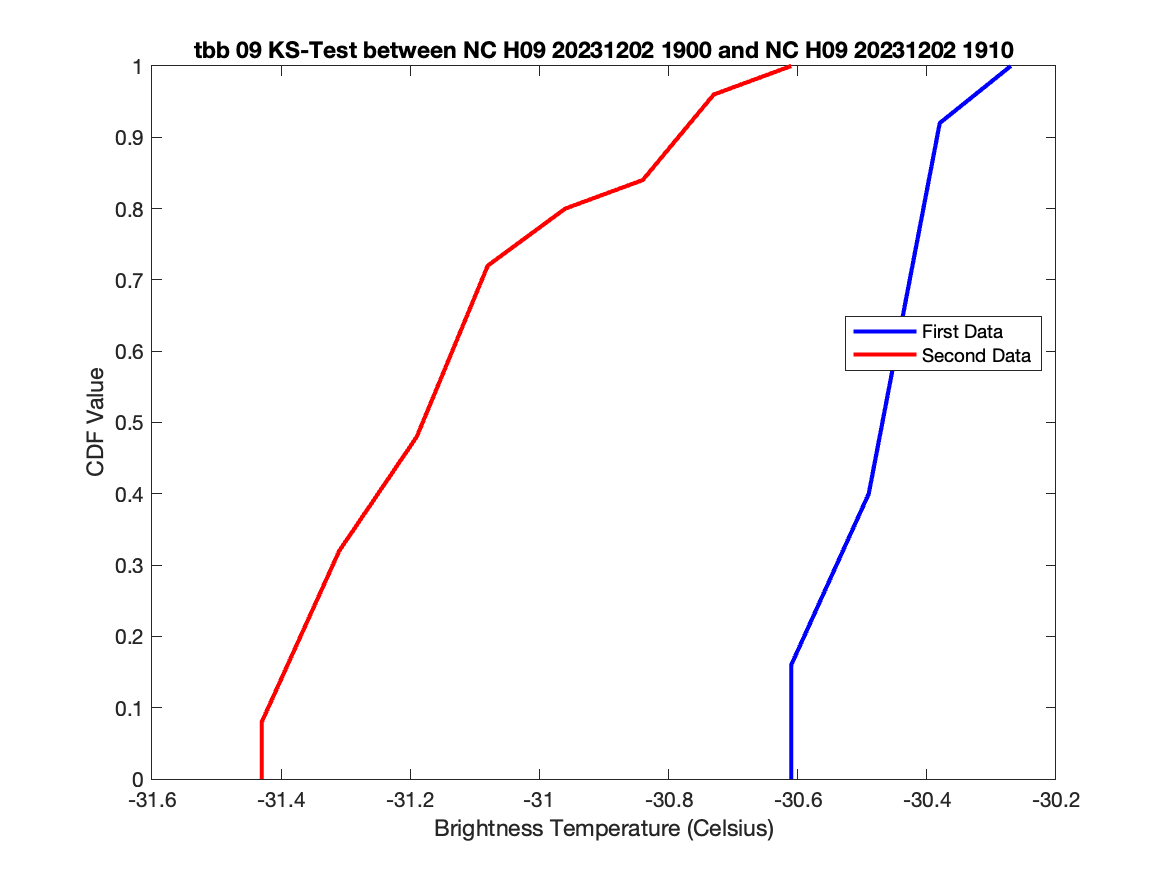 tbb 09 KS-Test between NC H09 20231202 1900 and NC H09 20231202 1910
1
0.9
0.8
0.7
0.6
0.5
0.4
0.3
0.2
0.1
0
CDF Value
First Data
Second Data
-31.6 -31.4 -31.2 -31 -30.8 -30.6 -30.4 -30.2
Brightness Temperature (Celsius)